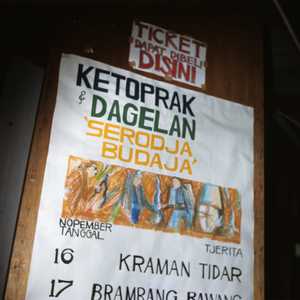 TICKET
DAPAT DIBELI
DISINI
KETOPRAK
& DAGELAN
'SERODJA
BUDAJA'
NOPEMBER
TANGGAL
TJERITA
16 KRAMAN TIDAR
17 BRAMBANG BAWANG